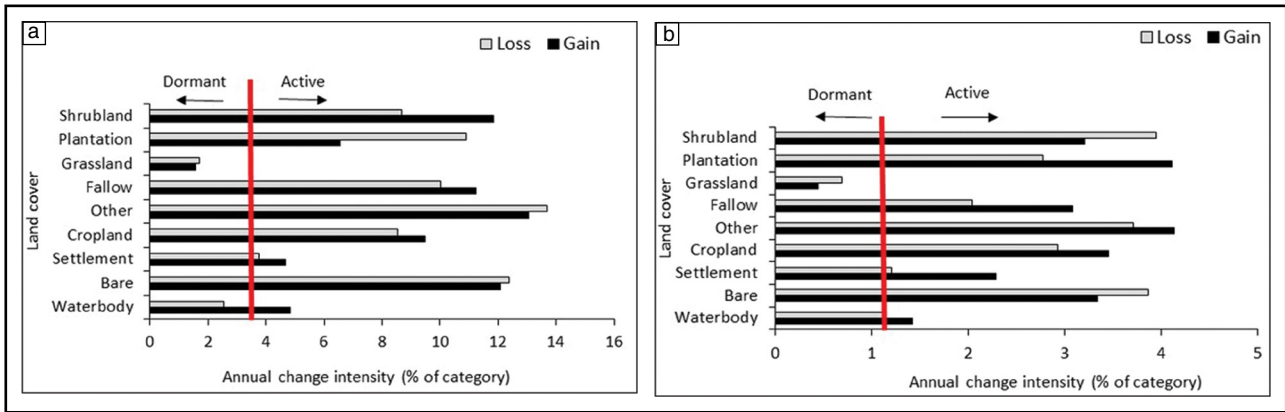 a
Loss Gain
Dormant Active
Land cover
Shrubland
Plantation
Grassland
Fallow
Other
Cropland
Settlement
Bare
Waterbody
0 2 4 6 8 10 12 14 16
Annual change intensity (% of category)
b
Loss Gain
Dormant Active
Land cover
Shrubland
Plantation
Grassland
Fallow
Other
Cropland
Settlement
Bare
Waterbody
0 1 2 3 4 5
Annual change intensity (% of category)